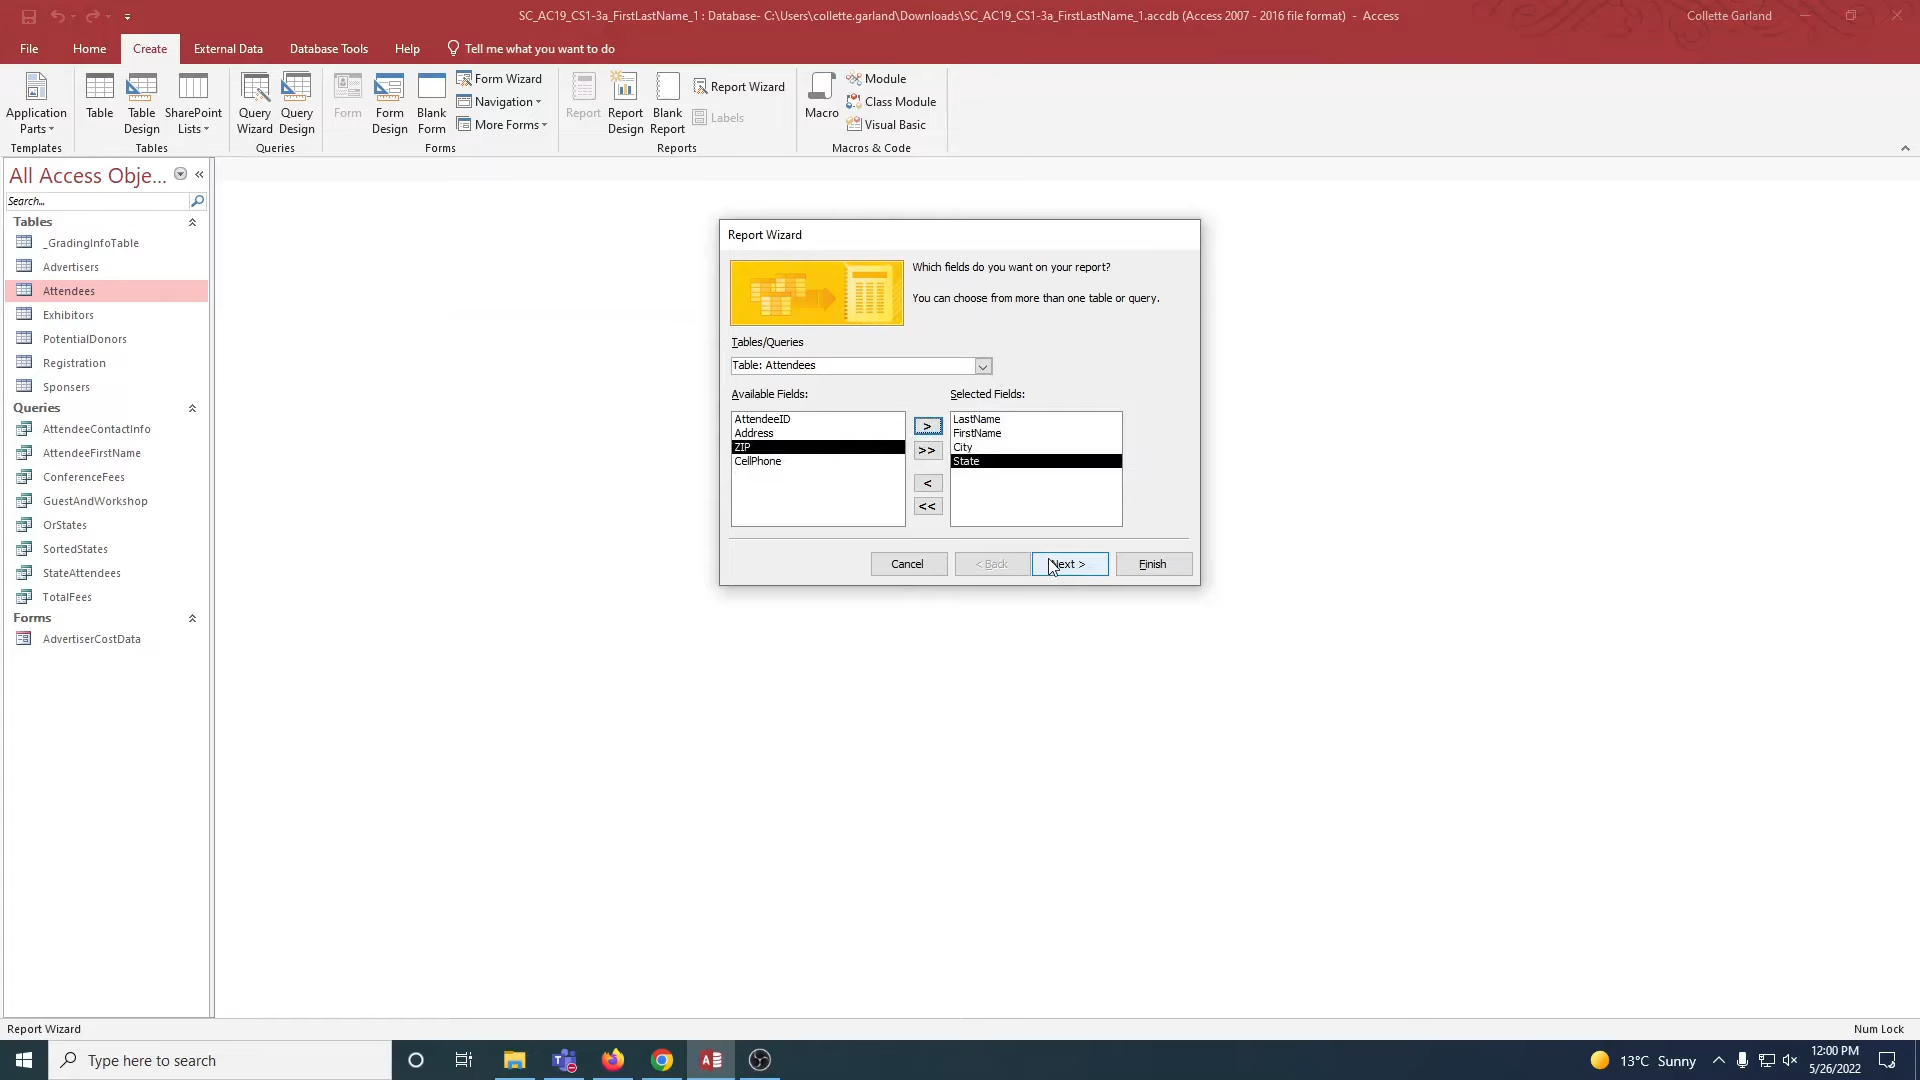 SC_AC19_CS1-3a_FirstLastName_1 : Database- C:\Users\collette.garland\Downloads\SC_AC19_CS1-3a_FirstLastName_1.accdb (Access 2007 - 2016 file format) - Access
Collette Garland
File Home Create External Data Database Tools Help Tell me what you want to do
Application Parts
Table
Table Design
SharePoint Lists
Query Wizard
Query Design
Form
Form Design
Blank Form
Form Wizard
Navigation
More Forms
Report
Report Design
Blank Report
Report Wizard
Labels
Macro
Module
Class Module
Visual Basic
Templates Tables Queries Forms Reports Macros & Code
All Access Obje...
Search...
Tables
_GradingInfoTable
Advertisers
Attendees
Exhibitors
PotentialDonors
Registration
Sponsers
Queries
AttendeeContactInfo
AttendeeFirstName
ConferenceFees
GuestAndWorkshop
OrStates
SortedStates
StateAttendees
TotalFees
Forms
AdvertiserCostData
Report Wizard
Which fields do you want on your report?
You can choose from more than one table or query.
Tables/Queries
Table: Attendees
Available Fields:
AttendeeID
Address
ZIP
CellPhone
>
>>
<
<<
Selected Fields:
LastName
FirstName
City
State
Cancel < Back Next > Finish
Report Wizard
Num Lock
Type here to search
13°C Sunny
12:00 PM
5/26/2022